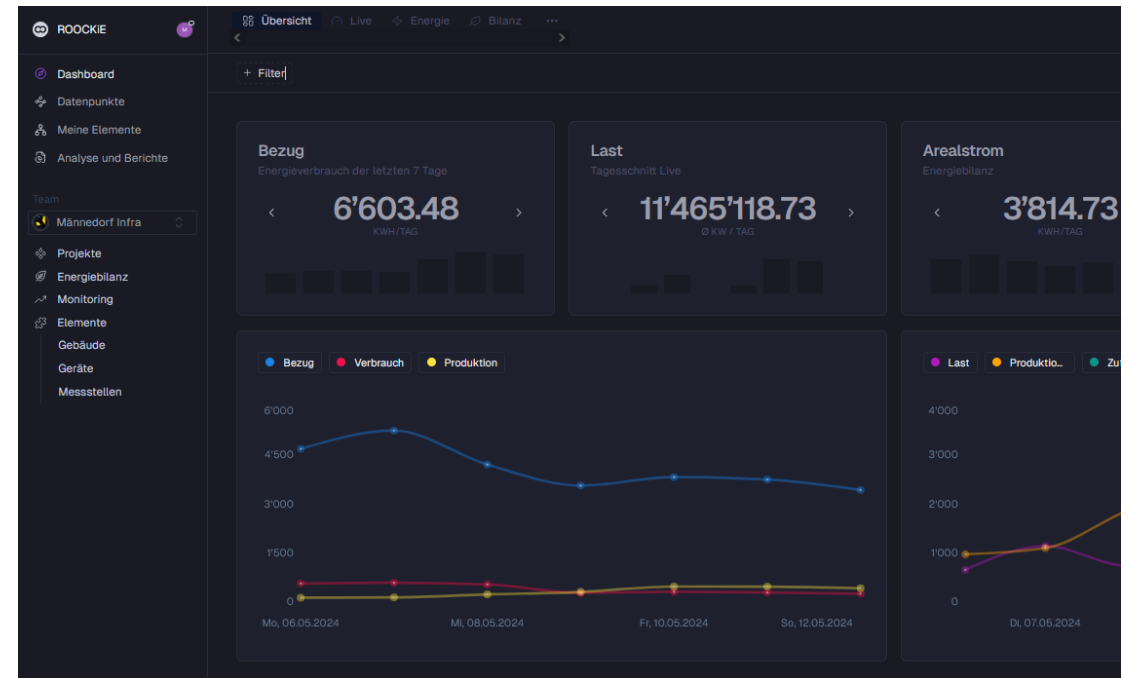 ROOCKIE
Übersicht Live Energie Bilanz ...
Dashboard
Datenpunkte
Meine Elemente
Analyse und Berichte
Team
Männedorf Infra
Projekte
Energiebilanz
Monitoring
Elemente
Gebäude
Geräte
Messstellen
+ Filter
Bezug
Energieverbrauch der letzten 7 Tage
6’603.48
KWH/TAG
Last
Tagesschnitt Live
11’465’118.73
Ø KW / TAG
Arealstrom
Energiebilanz
3’814.73
KWH/TAG
Bezug Verbrauch Produktion
6’000
4’500
3’000
1’500
0
Mo, 06.05.2024 Mi, 08.05.2024 Fr, 10.05.2024 So, 12.05.2024
Last Produktio...
4’000
3’000
2’000
1’000
0
Di, 07.05.2024